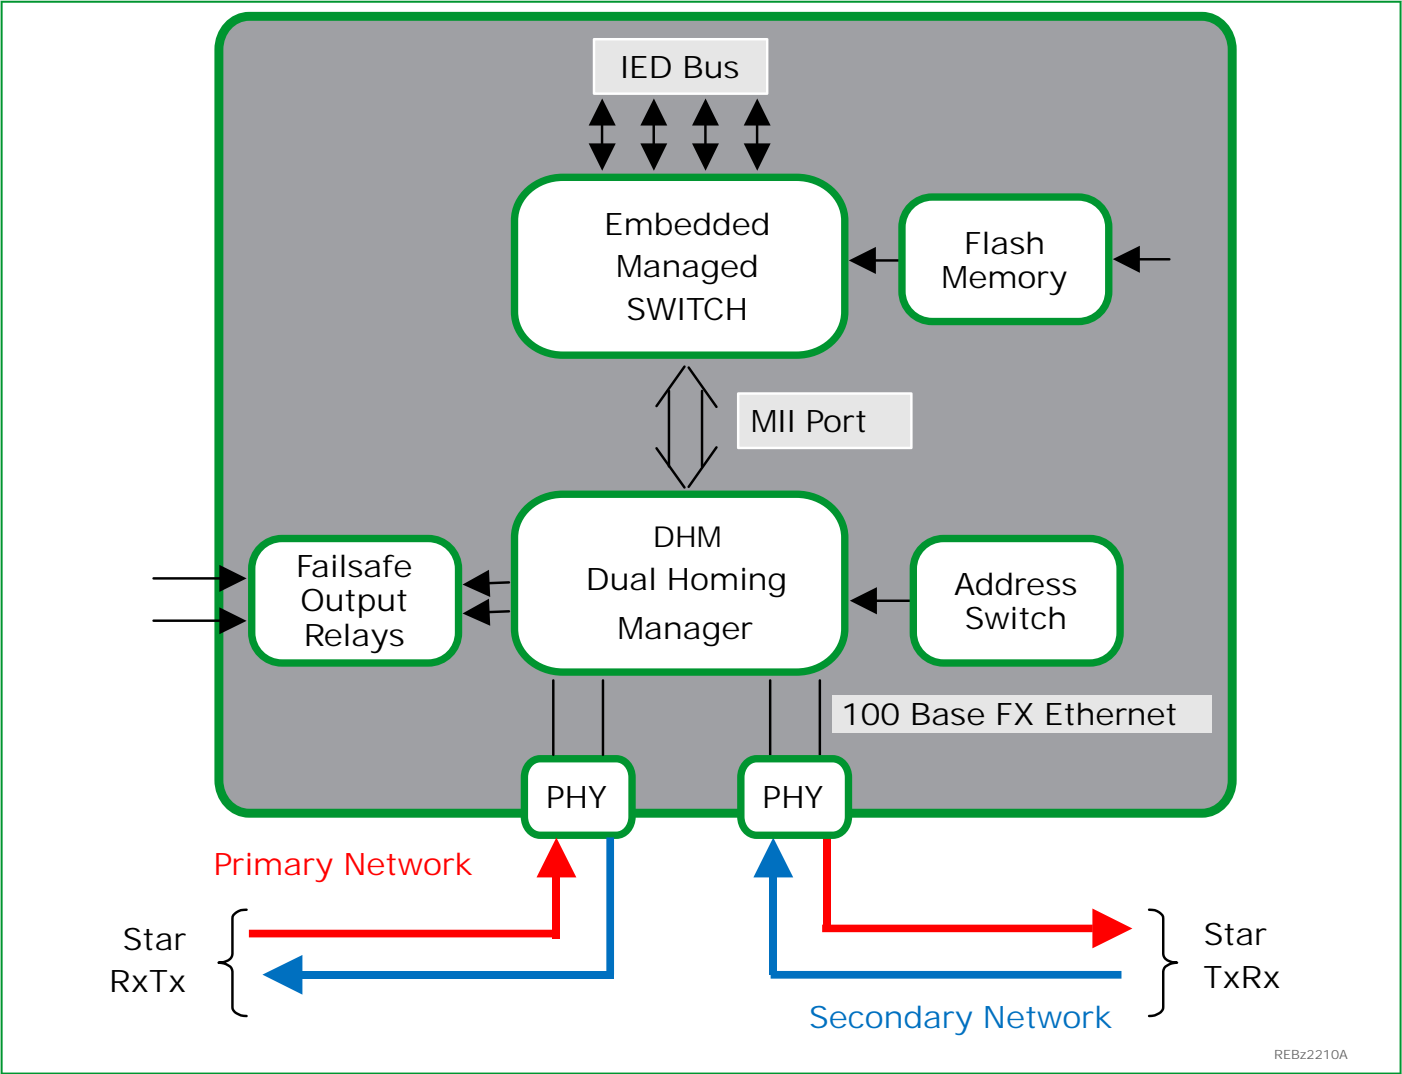 IED Bus
Embedded
Managed
SWITCH
Flash
Memory
MII Port
DHM
Dual Homing
Manager
Failsafe
Output
Relays
Address
Switch
100 Base FX Ethernet
PHY
PHY
Primary Network
Star
RxTx
Star
TxRx
Secondary Network
REBz2210A